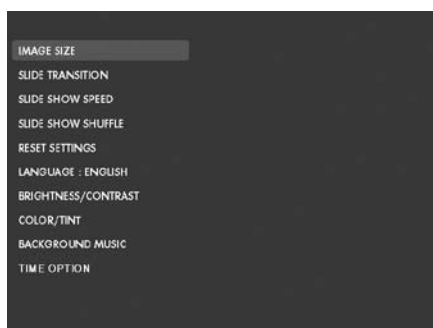 IMAGE SIZE
SLIDE TRANSITION
SLIDE SHOW SPEED
SLIDE SHOW SHUFFLE
RESET SETTINGS
LANGUAGE : ENGLISH
BRIGHTNESS/CONTRAST
COLOR/TINT
BACKGROUND MUSIC
TIME OPTION